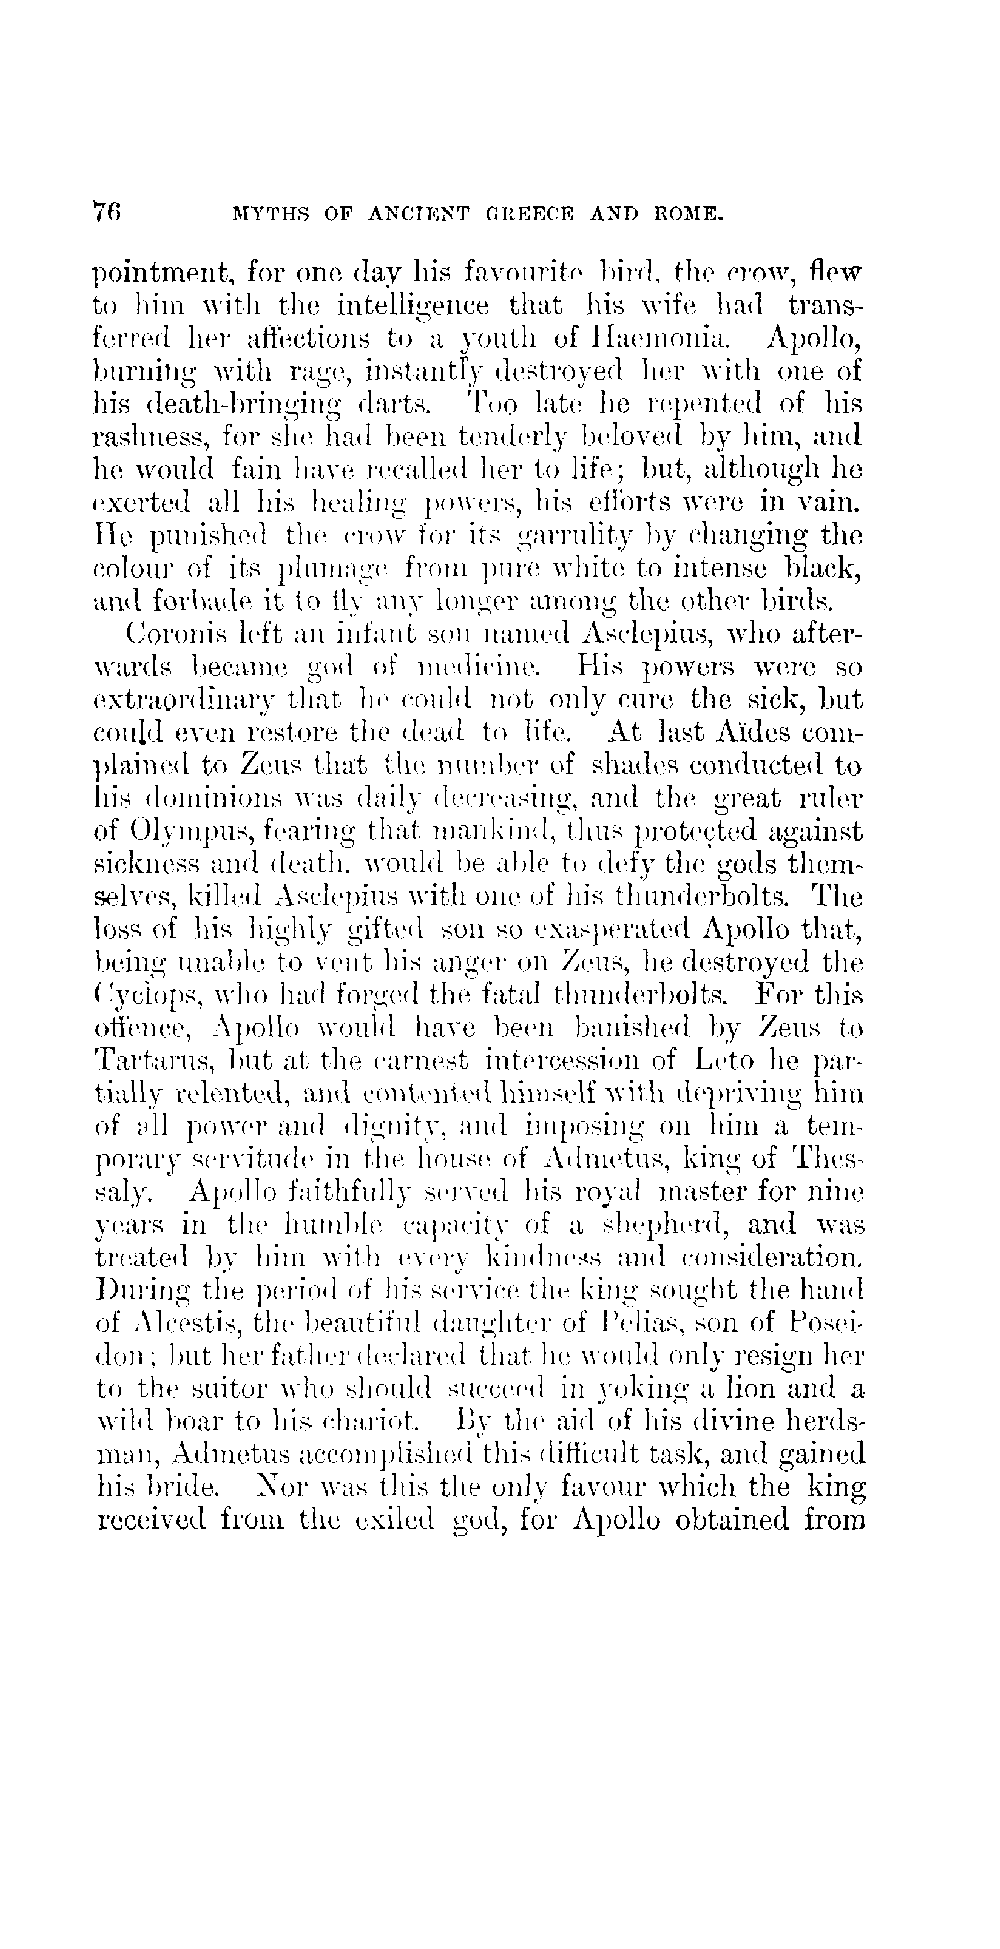 76 MYTHS OF ANCIENT GREECE AND ROME.
pointment, for one day his favourite bird, the crow, flew
to him with the intelligence that his wife had trans-
ferred her affections to a youth of Haemonia. Apollo,
burning with rage, instantly destroyed her with one of
his death-bringing darts. Too late he repented of his
rashness, for she had been tenderly beloved by him, and
he would fain have recalled her to life; but, although he
exerted all his healing powers, his efforts were in vain.
He punished the crow for its garrulity by changing the
colour of its plumage from pure white to intense black,
and forbade it to fly any longer among the other birds.
Coronis left an infant son named Asclepius, who after-
wards became god of medicine. His powers were so
extraordinary that he could not only cure the sick, but
could even restore the dead to life. At last Aïdes com-
plained to Zeus that the number of shades conducted to
his dominions was daily decreasing, and the great ruler
of Olympus, fearing that mankind, thus protected against
sickness and death, would be able to defy the gods them-
selves, killed Asclepius with one of his thunderbolts. The
loss of his highly gifted son so exasperated Apollo that,
being unable to vent his anger on Zeus, he destroyed the
Cyclops, who had forged the fatal thunderbolts. For this
offence, Apollo would have been banished by Zeus to
Tartarus, but at the earnest intercession of Leto he par-
tially relented, and contented himself with depriving him
of all power and dignity, and imposing on him a tem-
porary servitude in the house of Admetus, king of Thes-
saly. Apollo faithfully served his royal master for nine
years in the humble capacity of a shepherd, and was
treated by him with every kindness and consideration.
During the period of his service the king sought the hand
of Alcestis, the beautiful daughter of Pelias, son of Posei-
don; but her father declared that he would only resign her
to the suitor who should succeed in yoking a lion and a
wild boar to his chariot. By the aid of his divine herds-
man, Admetus accomplished this difficult task, and gained
his bride. Nor was this the only favour which the king
received from the exiled god, for Apollo obtained from